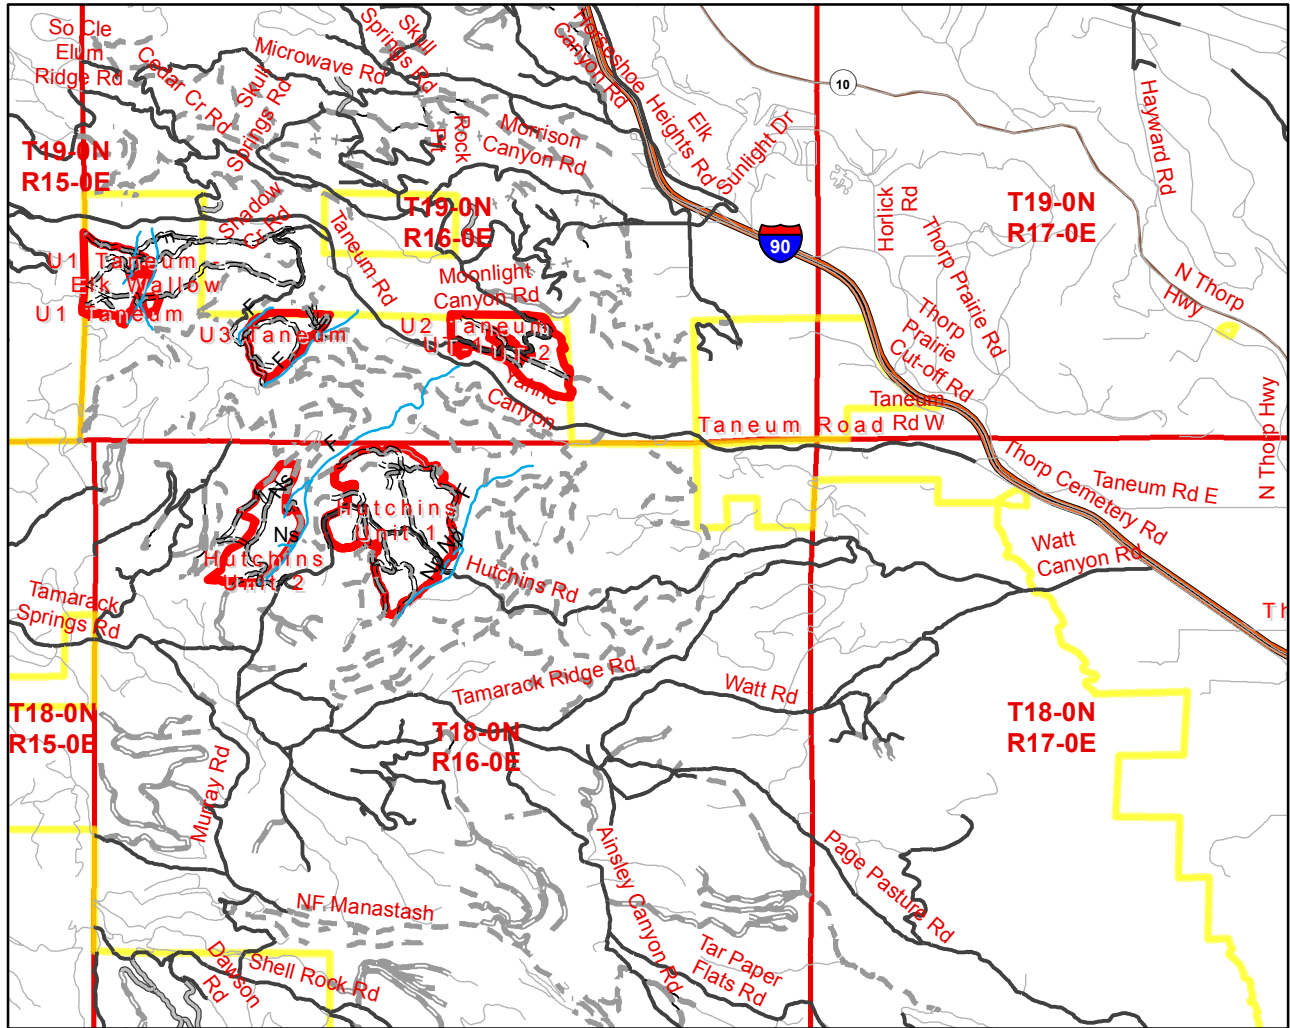 So Cle
Elum
Ridge Rd
Cedar Cr Rd
Skull
Springs Rd
Microwave Rd
Skull
Springs Rd
Horseshoe
Canyon Rd
Elk
Heights Rd
Sunlight Dr
10
Hayward Rd
Rock
Pit
Morrison
Canyon Rd
T19-0N
R15-0E
Shadow
Cr Rd
Taneum Rd
T19-0N
R16-0E
90
Horlick
Rd
T19-0N
R17-0E
Thorp Prairie Rd
N Thorp
Hwy
U1 Taneum -
Elk Wallow
U1 Taneum
F
U3 Taneum
F
Moonlight
Canyon Rd
U2 Taneum
Canyon
Thorp
Prairie
Cut-off Rd
Taneum
Rd W
Taneum Road
N Thorp Hwy
F
Thorp Cemetery Rd
Taneum Rd E
Ns
Ns
F
Hutchins
Unit 1
Np
Np
Hutchins
Unit 2
Hutchins Rd
Watt
Canyon Rd
Th
Tamarack
Springs Rd
Tamarack Ridge Rd
Watt Rd
T18-0N
R15-0E
T18-0N
R16-0E
T18-0N
R17-0E
Murray Rd
Ainsley Canyon Rd
Page Pasture Rd
NF Manastash
Dawson
Rd
Shell Rock Rd
Tar Paper
Flats Rd